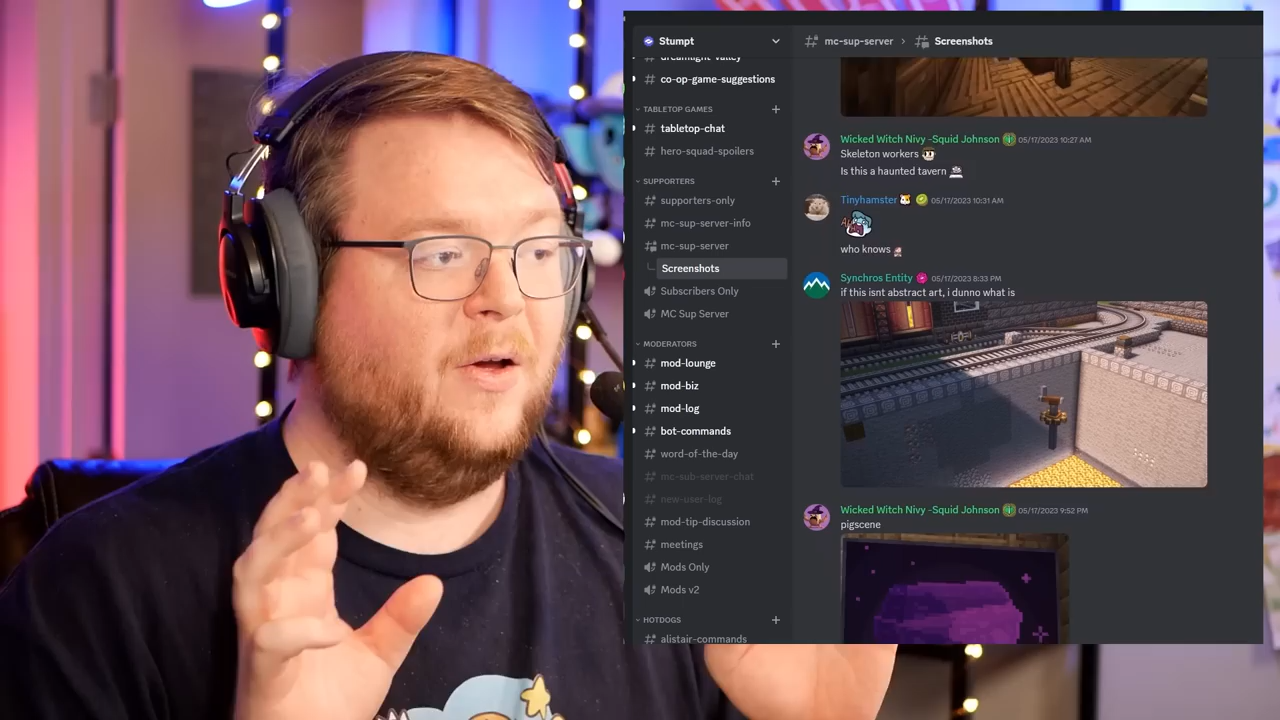 Stumpt
dreamlight-valley
co-op-game-suggestions
TABLETOP GAMES
tabletop-chat
hero-squad-spoilers
SUPPORTERS
supporters-only
mc-sup-server-info
mc-sup-server
Screenshots
Subscribers Only
MC Sup Server
MODERATORS
mod-lounge
mod-biz
mod-log
bot-commands
word-of-the-day
mc-sub-server-chat
new-user-log
mod-tip-discussion
meetings
Mods Only
Mods v2
HOTDOGS
alistair-commands
mc-sup-server > Screenshots
Wicked Witch Nivy -Squid Johnson 05/17/2023 10:27 AM
Skeleton workers
Is this a haunted tavern
Tinyhamster 05/17/2023 10:31 AM
who knows
Synchros Entity 05/17/2023 8:33 PM
if this isnt abstract art, i dunno what is
Wicked Witch Nivy -Squid Johnson 05/17/2023 9:52 PM
pigscene